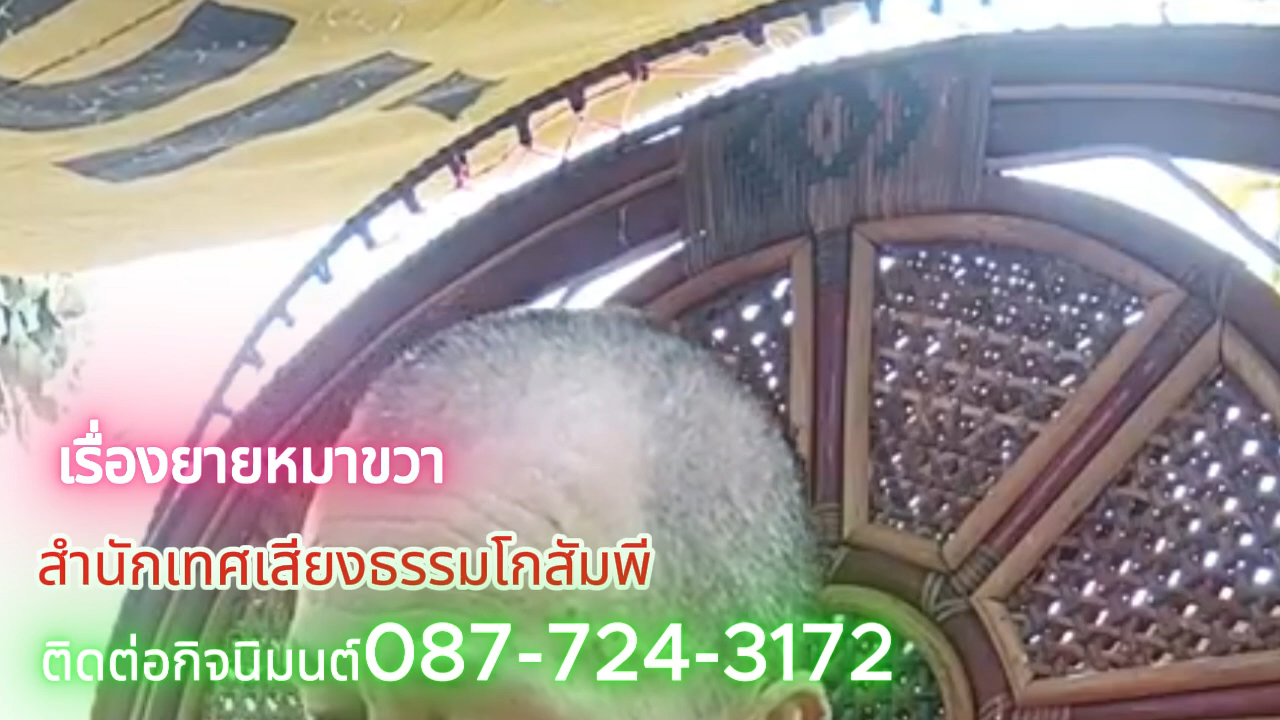 เรื่องยายหมาขวา
สำนักเทศเสียงธรรมโกสัมพี
ติดต่อกิจนิมนต์087-724-3172